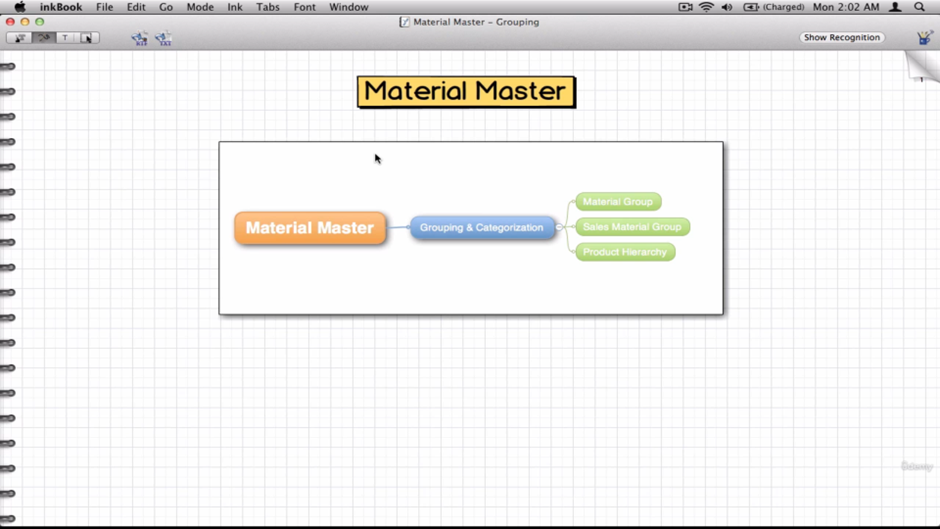 inkBook File Edit Go Mode Ink Tabs Font Window (Charged) Mon 2:02 AM
Material Master – Grouping
T Show Recognition
1
Material Master
Material Master
Grouping & Categorization
Material Group
Sales Material Group
Product Hierarchy
Udemy